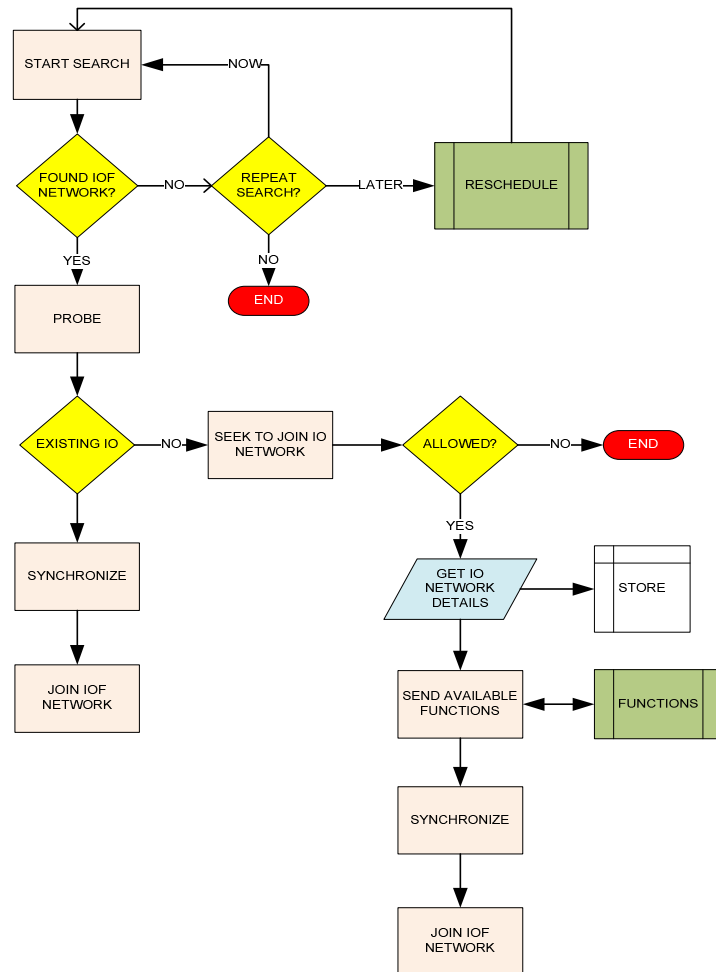 START SEARCH
NOW
FOUND IOF
NETWORK?
NO
REPEAT
SEARCH?
LATER
RESCHEDULE
YES
NO
END
PROBE
EXISTING IO
NO
SEEK TO JOIN IO
NETWORK
ALLOWED?
NO
END
YES
SYNCHRONIZE
GET IO
NETWORK
DETAILS
STORE
JOIN IOF
NETWORK
SEND AVAILABLE
FUNCTIONS
FUNCTIONS
SYNCHRONIZE
JOIN IOF
NETWORK